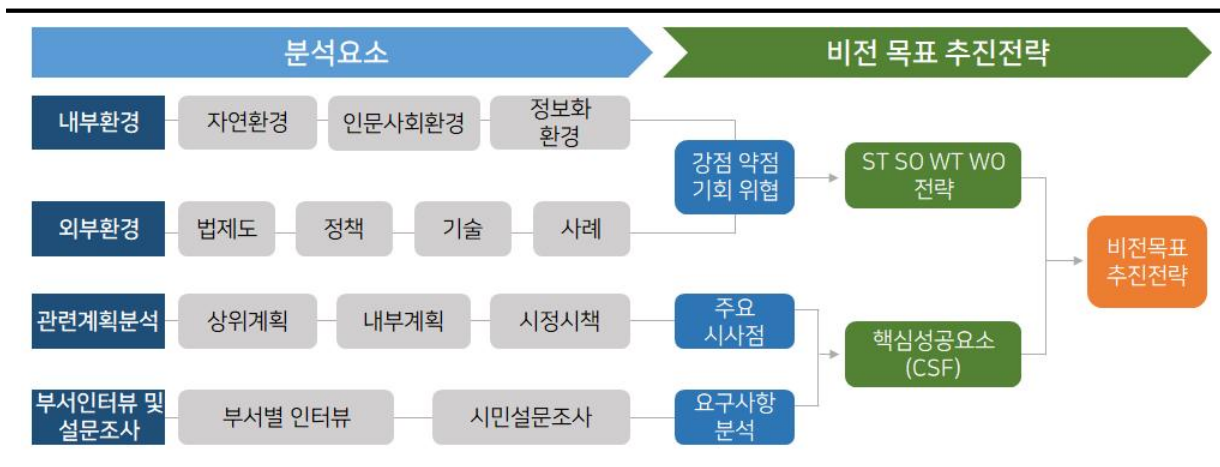 분석요소
비전 목표 추진전략
내부환경
자연환경
인문사회환경
정보화
환경
강점 약점
기회 위협
ST SO WT WO
전략
외부환경
법제도
정책
기술
사례
비전목표
추진전략
관련계획분석
상위계획
내부계획
시정시책
주요
시사점
핵심성공요소
(CSF)
부서인터뷰 및
설문조사
부서별 인터뷰
시민설문조사
요구사항
분석